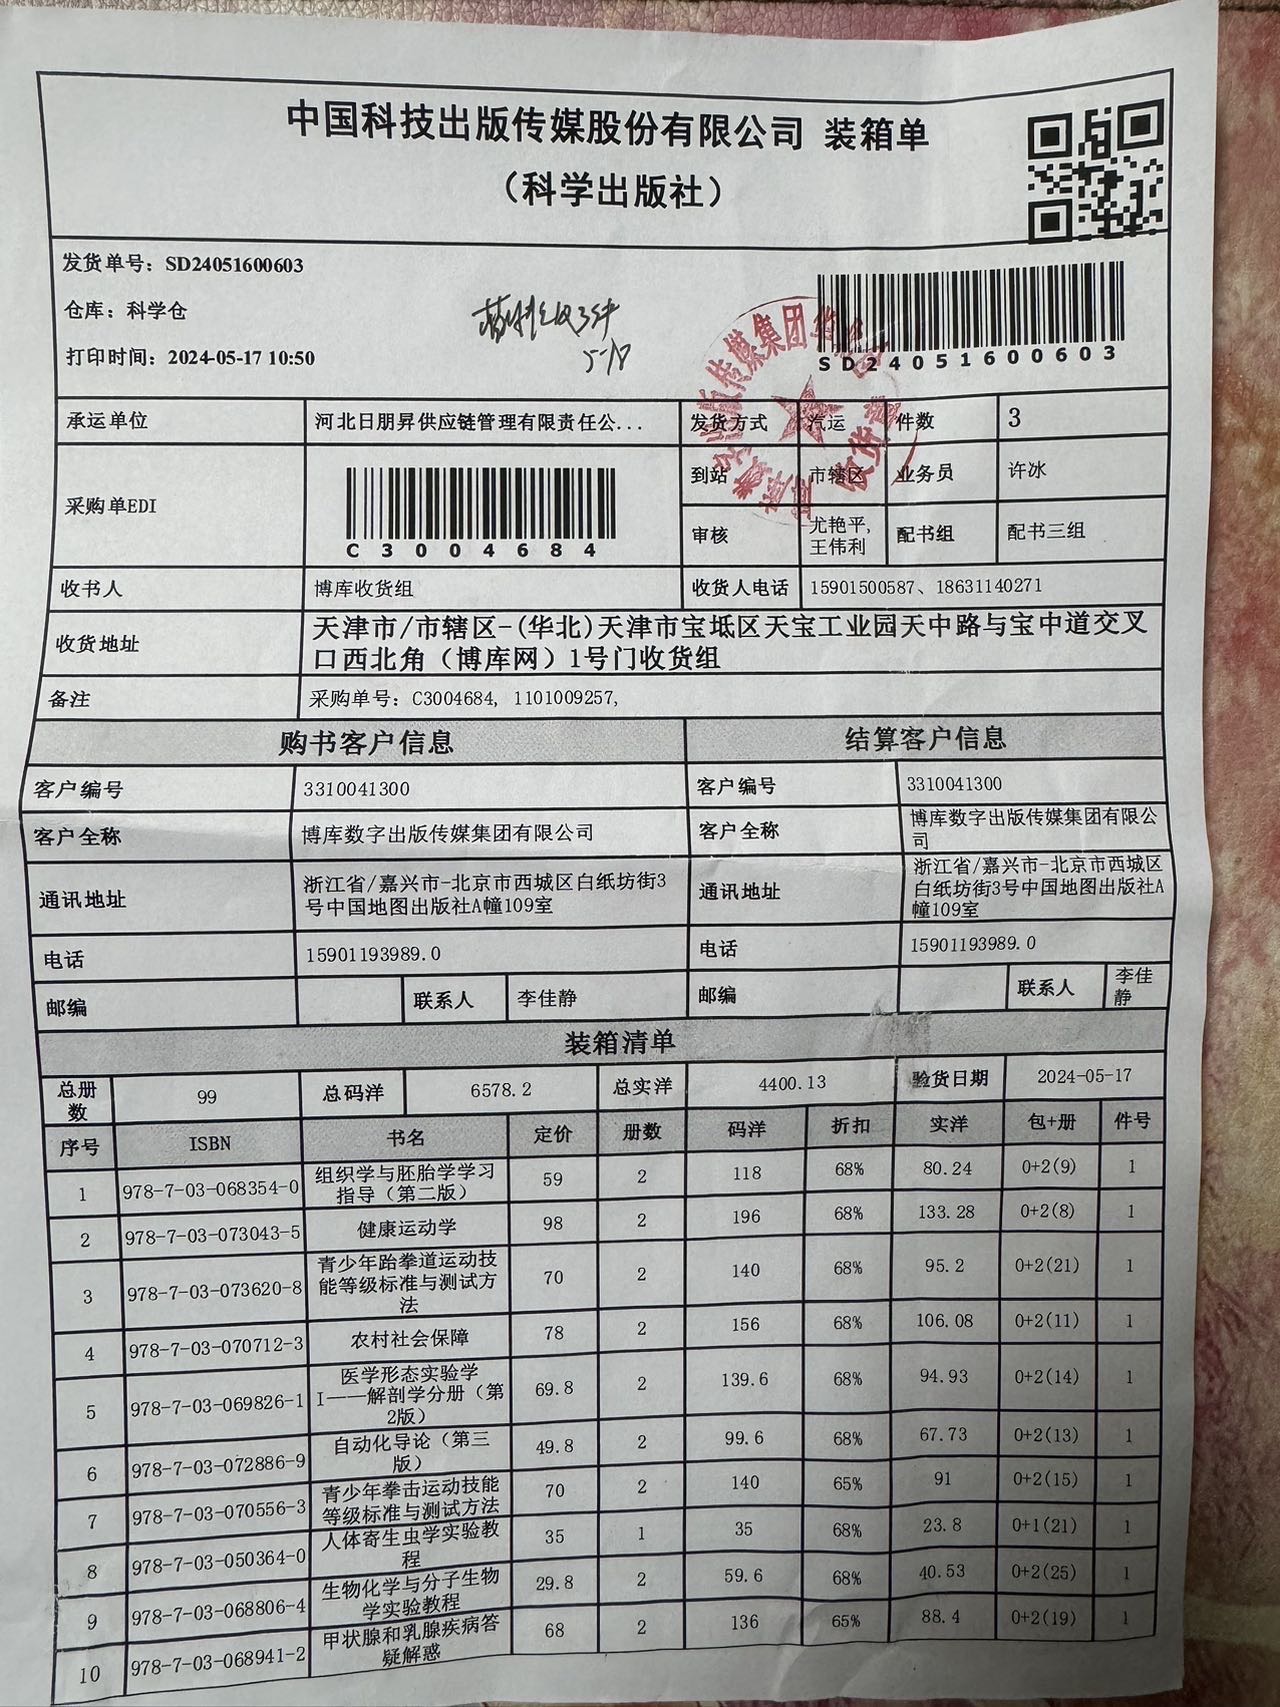 中国科技出版传媒股份有限公司 装箱单
（科学出版社）
发货单号：SD24051600603
仓库：科学仓
打印时间：2024-05-17 10:50
SD24051600603
承运单位 河北日朋昇供应链管理有限责任公... 发货方式 汽运 件数 3
采购单EDI C3004684 到站 市辖区 业务员 许冰
审核 尤艳平,王伟利 配书组 配书三组
收书人 博库收货组 收货人电话 15901500587、18631140271
收货地址 天津市/市辖区-(华北)天津市宝坻区天宝工业园天中路与宝中道交叉
口西北角（博库网）1号门收货组
备注 采购单号：C3004684, 1101009257,
购书客户信息 结算客户信息
客户编号 3310041300 客户编号 3310041300
客户全称 博库数字出版传媒集团有限公司 客户全称 博库数字出版传媒集团有限公司
通讯地址 浙江省/嘉兴市-北京市西城区白纸坊街3号中国地图出版社A幢109室 通讯地址 浙江省/嘉兴市-北京市西城区白纸坊街3号中国地图出版社A幢109室
电话 15901193989.0 电话 15901193989.0
邮编 联系人 李佳静 邮编 联系人 李佳静
装箱清单
总册数 99 总码洋 6578.2 总实洋 4400.13 验货日期 2024-05-17
序号 ISBN 书名 定价 册数 码洋 折扣 实洋 包+册 件号
1 978-7-03-068354-0 组织学与胚胎学学习指导（第二版） 59 2 118 68% 80.24 0+2(9) 1
2 978-7-03-073043-5 健康运动学 98 2 196 68% 133.28 0+2(8) 1
3 978-7-03-073620-8 青少年跆拳道运动技能等级标准与测试方法 70 2 140 68% 95.2 0+2(21) 1
4 978-7-03-070712-3 农村社会保障 78 2 156 68% 106.08 0+2(11) 1
5 978-7-03-069826-1 医学形态实验学I——解剖学分册（第2版） 69.8 2 139.6 68% 94.93 0+2(14) 1
6 978-7-03-072886-9 自动化导论（第三版） 49.8 2 99.6 68% 67.73 0+2(13) 1
7 978-7-03-070556-3 青少年拳击运动技能等级标准与测试方法 70 2 140 65% 91 0+2(15) 1
8 978-7-03-050364-0 人体寄生虫学实验教程 35 1 35 68% 23.8 0+1(21) 1
9 978-7-03-068806-4 生物化学与分子生物学实验教程 29.8 2 59.6 68% 40.53 0+2(25) 1
10 978-7-03-068941-2 甲状腺和乳腺疾病答疑解惑 68 2 136 65% 88.4 0+2(19) 1